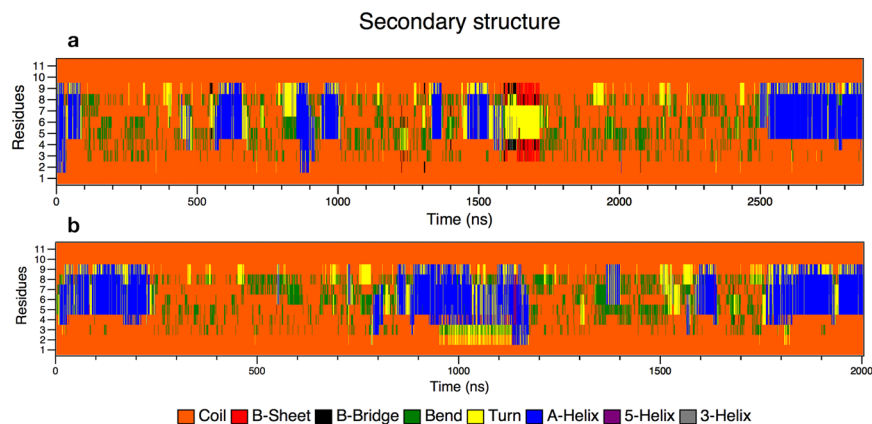 Secondary structure
a
Residues
11
10
9
8
7
6
5
4
3
2
1
0 500 1000 1500 2000 2500
Time (ns)
b
Residues
11
10
9
8
7
6
5
4
3
2
1
0 500 1000 1500 2000
Time (ns)
Coil B-Sheet B-Bridge Bend Turn A-Helix 5-Helix 3-Helix